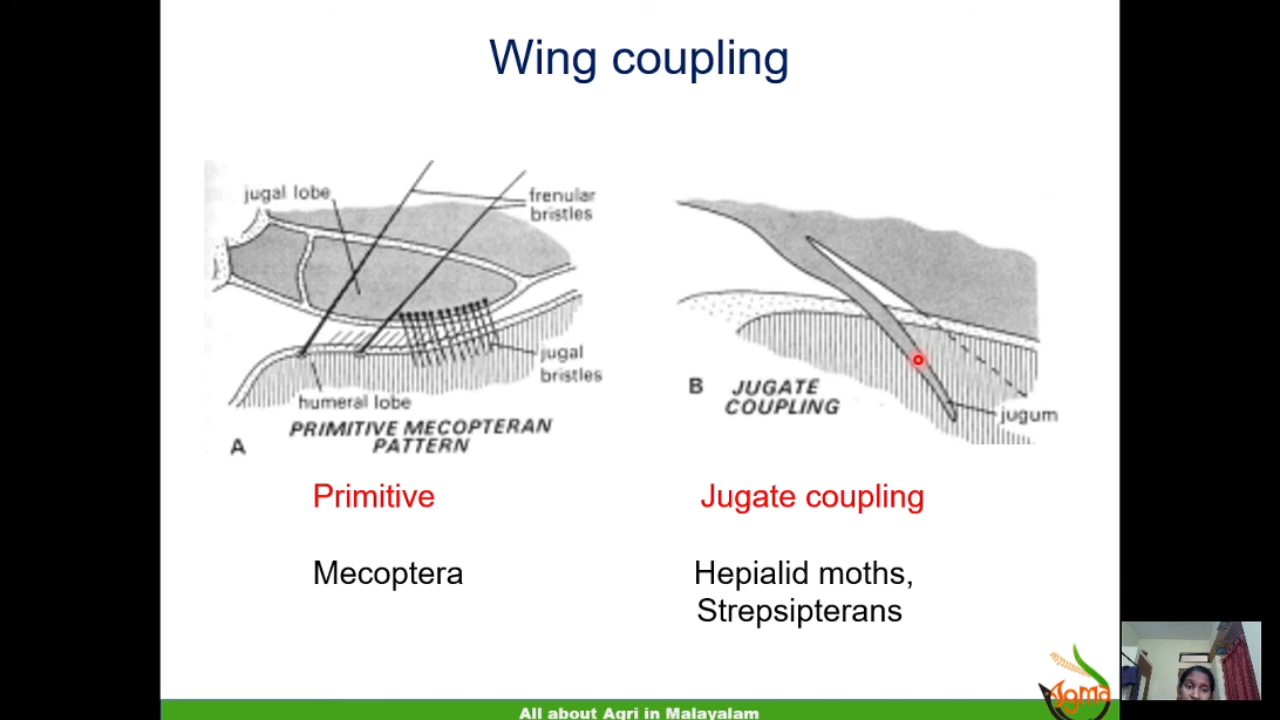 Wing coupling
jugal lobe
frenular
bristles
jugal
bristles
humeral lobe
A
PRIMITIVE MECOPTERAN
PATTERN
B
JUGATE
COUPLING
jugum
Primitive
Jugate coupling
Mecoptera
Hepialid moths,
Strepsipterans
Agma
All about Agri in Malayalam